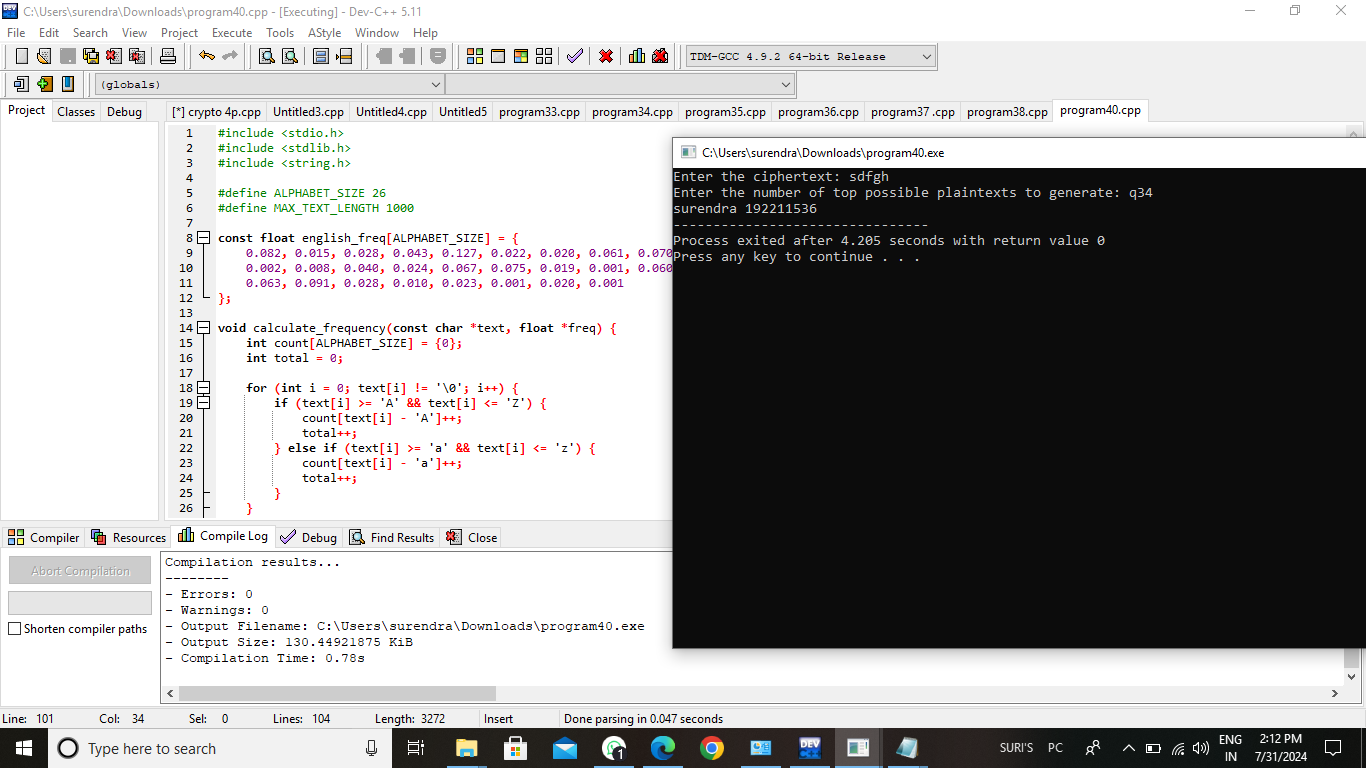 C:\Users\surendra\Downloads\program40.cpp - [Executing] - Dev-C++ 5.11
File Edit Search View Project Execute Tools AStyle Window Help
TDM-GCC 4.9.2 64-bit Release
(globals)
Project Classes Debug
[*] crypto 4p.cpp Untitled3.cpp Untitled4.cpp Untitled5 program33.cpp program34.cpp program35.cpp program36.cpp program37 .cpp program38.cpp program40.cpp
1 #include <stdio.h>
2 #include <stdlib.h>
3 #include <string.h>
4
5 #define ALPHABET_SIZE 26
6 #define MAX_TEXT_LENGTH 1000
7
8 const float english_freq[ALPHABET_SIZE] = {
9 0.082, 0.015, 0.028, 0.043, 0.127, 0.022, 0.020, 0.061, 0.070
10 0.002, 0.008, 0.040, 0.024, 0.067, 0.075, 0.019, 0.001, 0.060
11 0.063, 0.091, 0.028, 0.010, 0.023, 0.001, 0.020, 0.001
12 };
13
14 void calculate_frequency(const char *text, float *freq) {
15 int count[ALPHABET_SIZE] = {0};
16 int total = 0;
17
18 for (int i = 0; text[i] != '\0'; i++) {
19 if (text[i] >= 'A' && text[i] <= 'Z') {
20 count[text[i] - 'A']++;
21 total++;
22 } else if (text[i] >= 'a' && text[i] <= 'z') {
23 count[text[i] - 'a']++;
24 total++;
25 }
26 }
C:\Users\surendra\Downloads\program40.exe
Enter the ciphertext: sdfgh
Enter the number of top possible plaintexts to generate: q34
surendra 192211536
--------------------------------
Process exited after 4.205 seconds with return value 0
Press any key to continue . . .
Compiler Resources Compile Log Debug Find Results Close
Abort Compilation
Shorten compiler paths
Compilation results...
--------
- Errors: 0
- Warnings: 0
- Output Filename: C:\Users\surendra\Downloads\program40.exe
- Output Size: 130.44921875 KiB
- Compilation Time: 0.78s
Line: 101 Col: 34 Sel: 0 Lines: 104 Length: 3272 Insert Done parsing in 0.047 seconds
Type here to search
DEV
SURI'S PC
ENG
IN
2:12 PM
7/31/2024